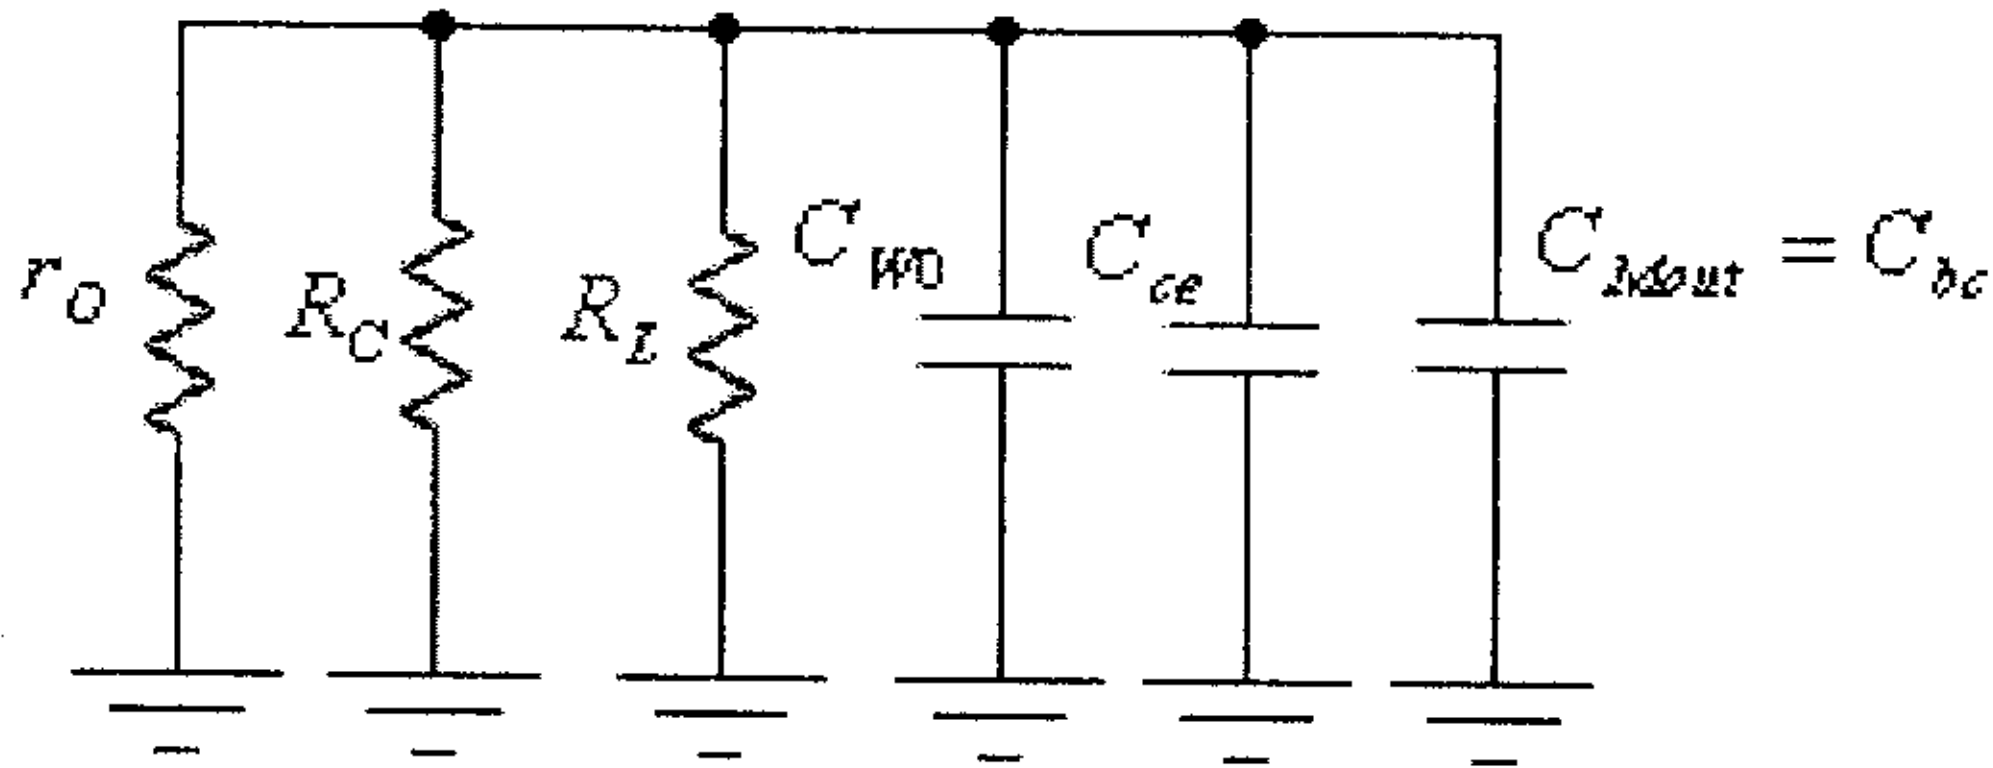 r_O
R_C
R_L
C_W0
C_ce
C_Mout = C_bc